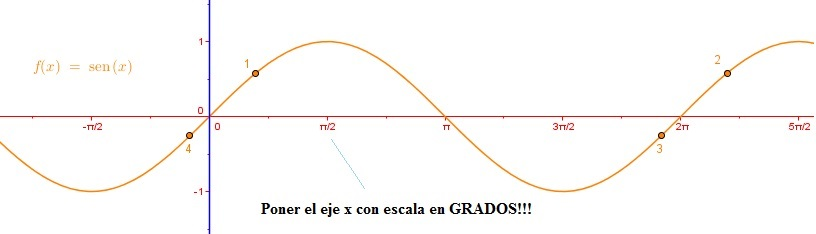 1
1
2
f(x) = sen(x)
0
-π/2
0
π/2
π
3π/2
2π
5π/2
4
3
-1
Poner el eje x con escala en GRADOS!!!